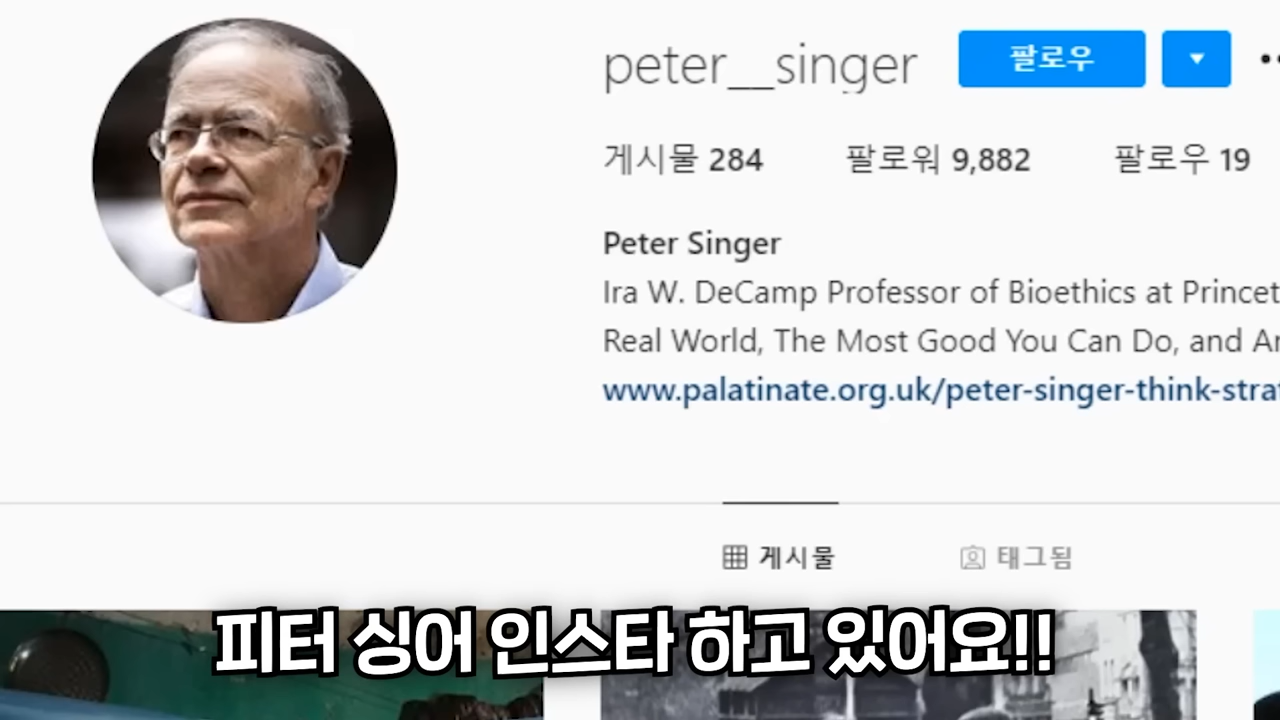 peter__singer 팔로우
게시물 284 팔로워 9,882 팔로우 19
Peter Singer
Ira W. DeCamp Professor of Bioethics at Princet
Real World, The Most Good You Can Do, and An
www.palatinate.org.uk/peter-singer-think-strat
게시물 태그됨
피터 싱어 인스타 하고 있어요!!